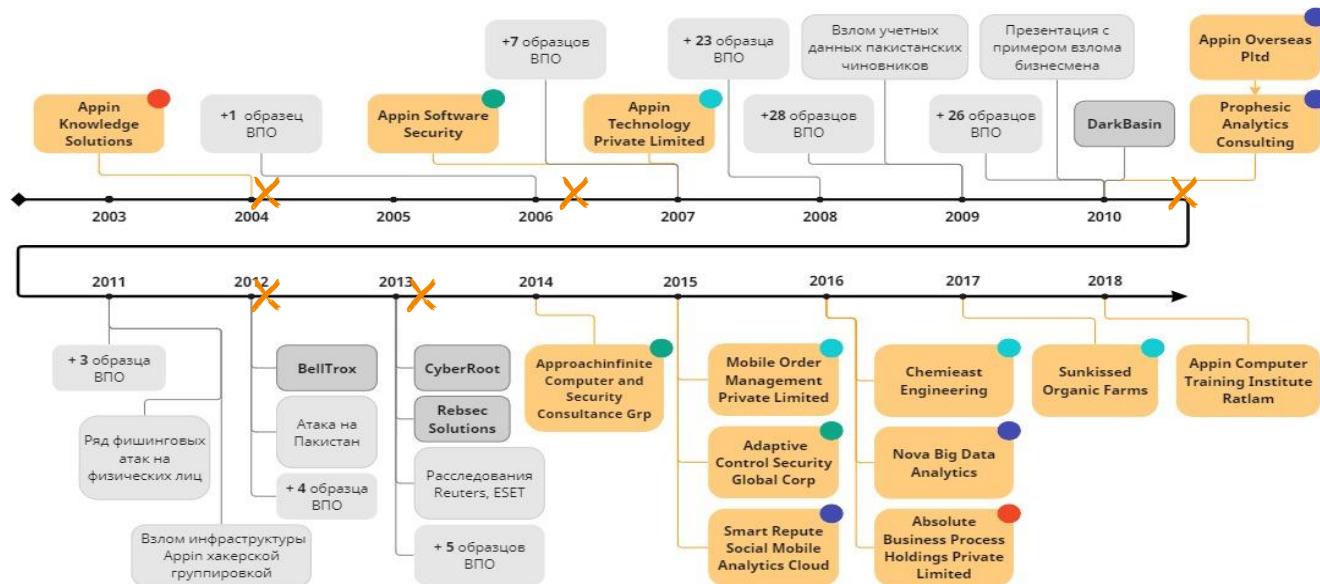 Appin
Knowledge
Solutions
+1 образец
ВПО
Appin Software
Security
+7 образцов
ВПО
Appin
Technology
Private Limited
+ 23 образца
ВПО
Взлом учетных
данных пакистанских
чиновников
+28 образцов
ВПО
Презентация с
примером взлома
бизнесмена
+ 26 образцов
ВПО
DarkBasin
Appin Overseas
Pltd
Prophesic
Analytics
Consulting
2003
2004
2005
2006
2007
2008
2009
2010
2011
2012
2013
2014
2015
2016
2017
2018
+ 3 образца
ВПО
Ряд фишинговых
атак на
физических лиц
Взлом инфраструктуры
Appin хакерской
группировкой
BellTrox
Атака на
Пакистан
+ 4 образца
ВПО
CyberRoot
Rebsec
Solutions
Расследования
Reuters, ESET
+ 5 образцов
ВПО
Approachinfinite
Computer and
Security
Consultance Grp
Mobile Order
Management
Private Limited
Adaptive
Control Security
Global Corp
Smart Repute
Social Mobile
Analytics Cloud
Chemieast
Engineering
Nova Big Data
Analytics
Absolute
Business Process
Holdings Private
Limited
Sunkissed
Organic Farms
Appin Computer
Training Institute
Ratlam